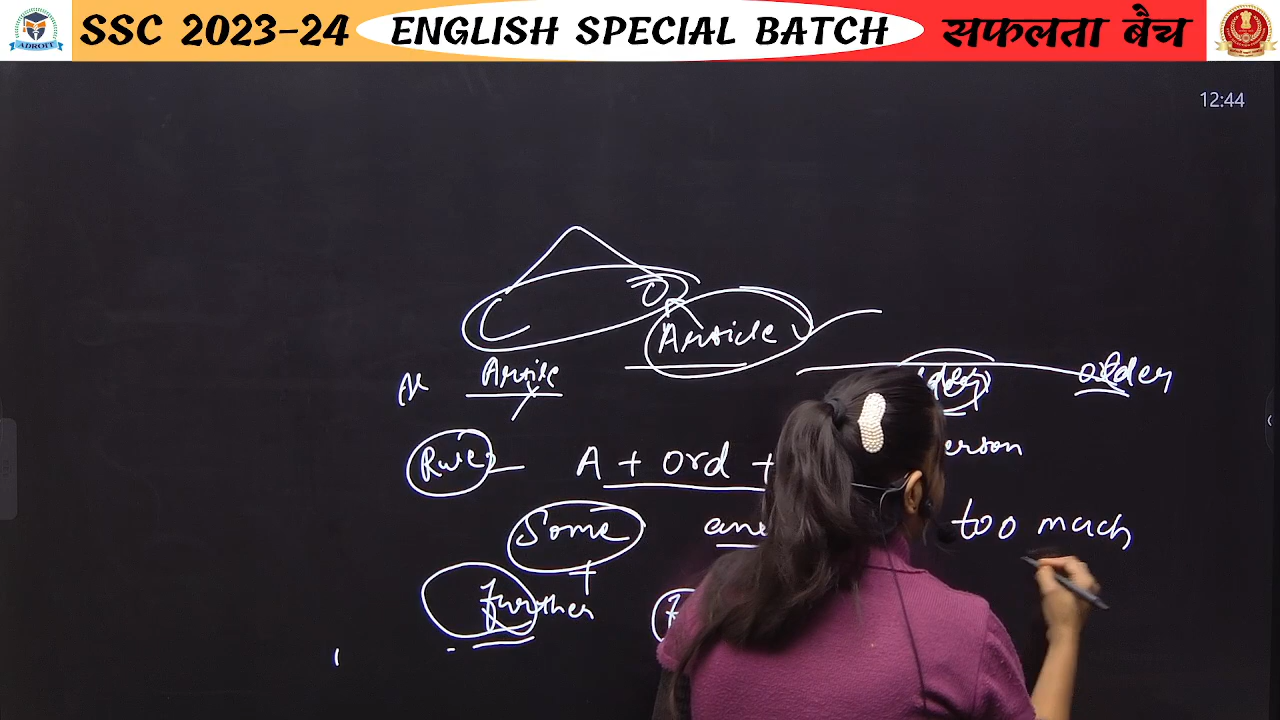 ADROIT SSC 2023-24 ENGLISH SPECIAL BATCH सफलता बैच
12:44
Article
Article older
Rule A + ord + erson
Some too much
+
Further